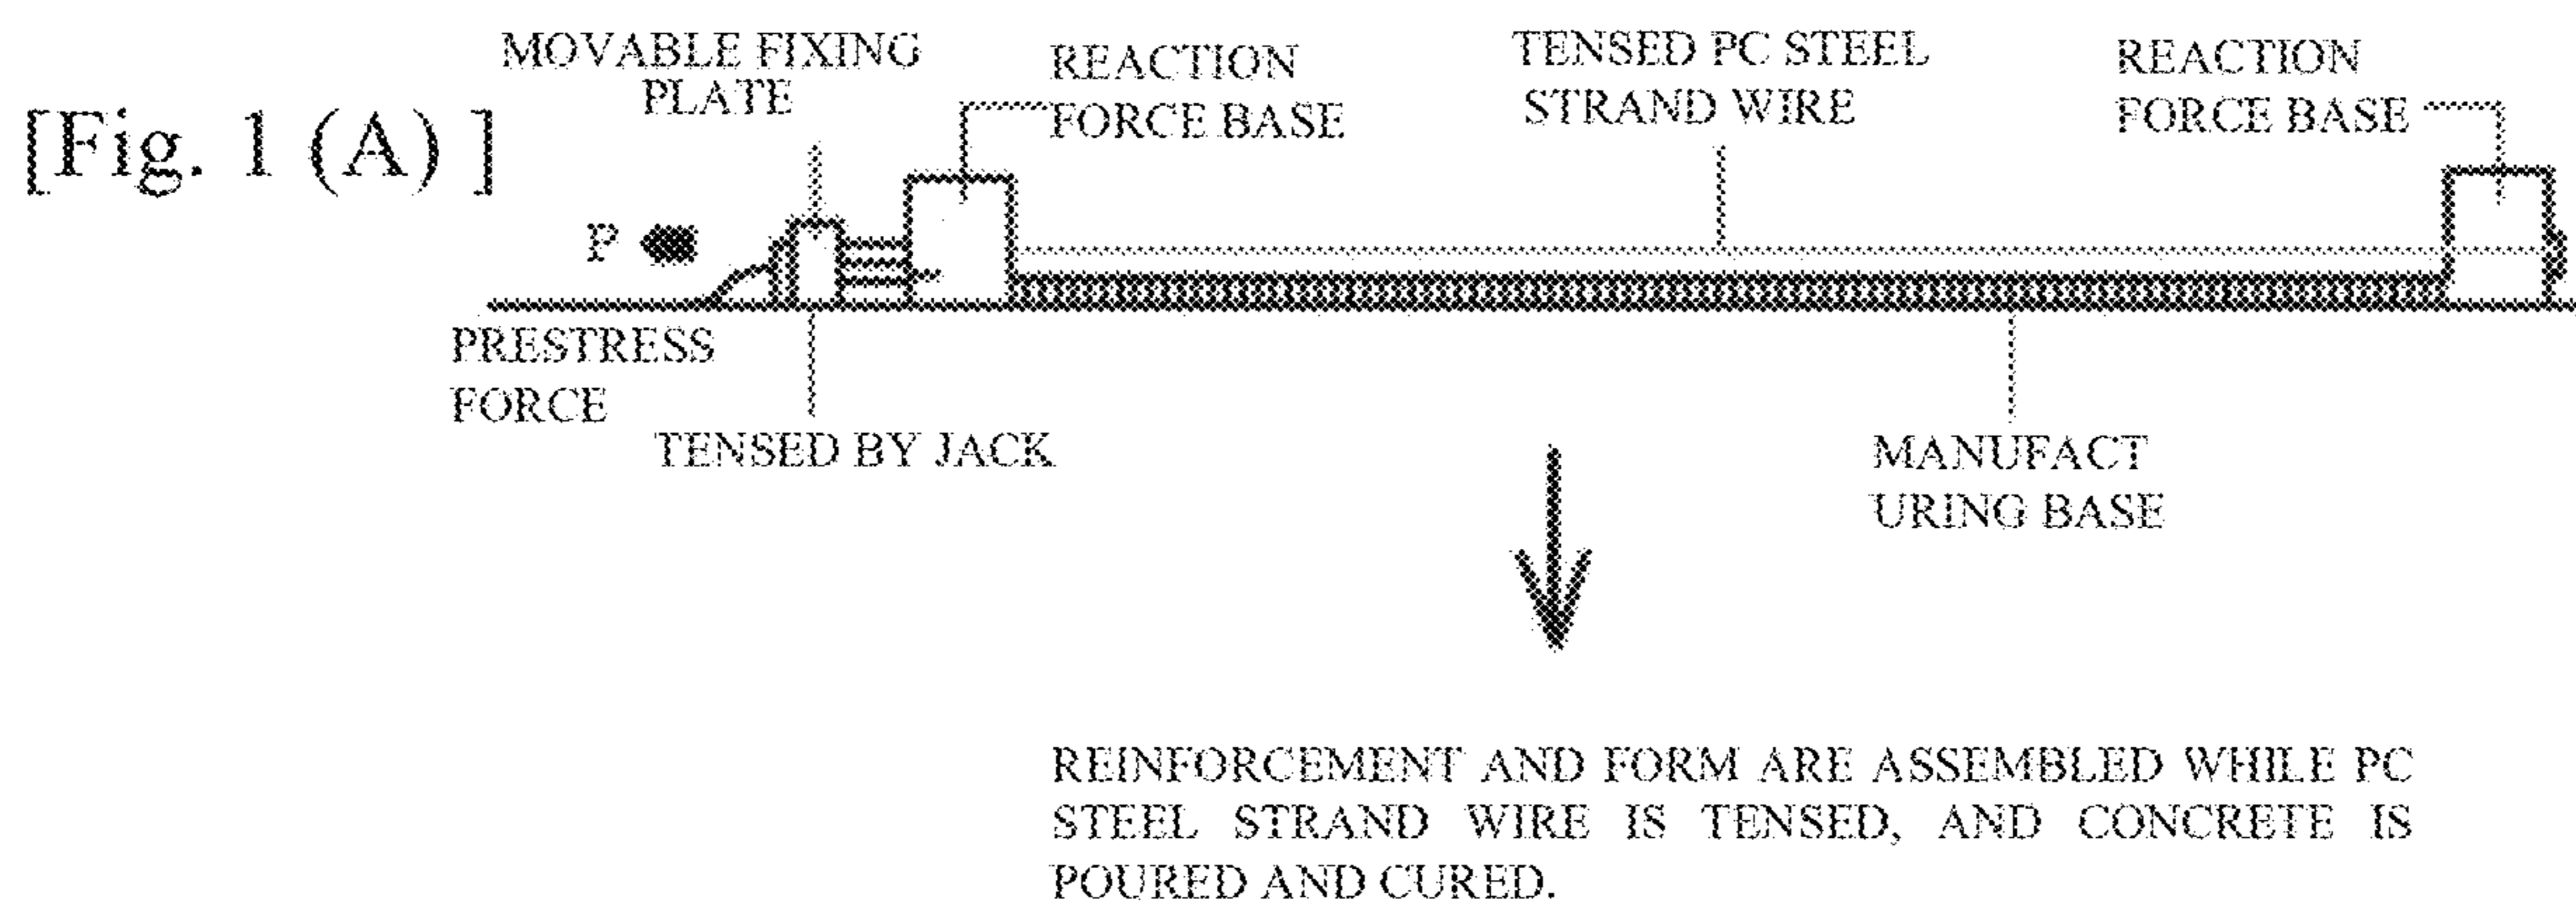 [Fig. 1 (A) ]
MOVABLE FIXING
PLATE
REACTION
FORCE BASE
TENSED PC STEEL
STRAND WIRE
REACTION
FORCE BASE
P
PRESTRESS
FORCE
TENSED BY JACK
MANUFACT
URING BASE
REINFORCEMENT AND FORM ARE ASSEMBLED WHILE PC
STEEL STRAND WIRE IS TENSED, AND CONCRETE IS
POURED AND CURED.